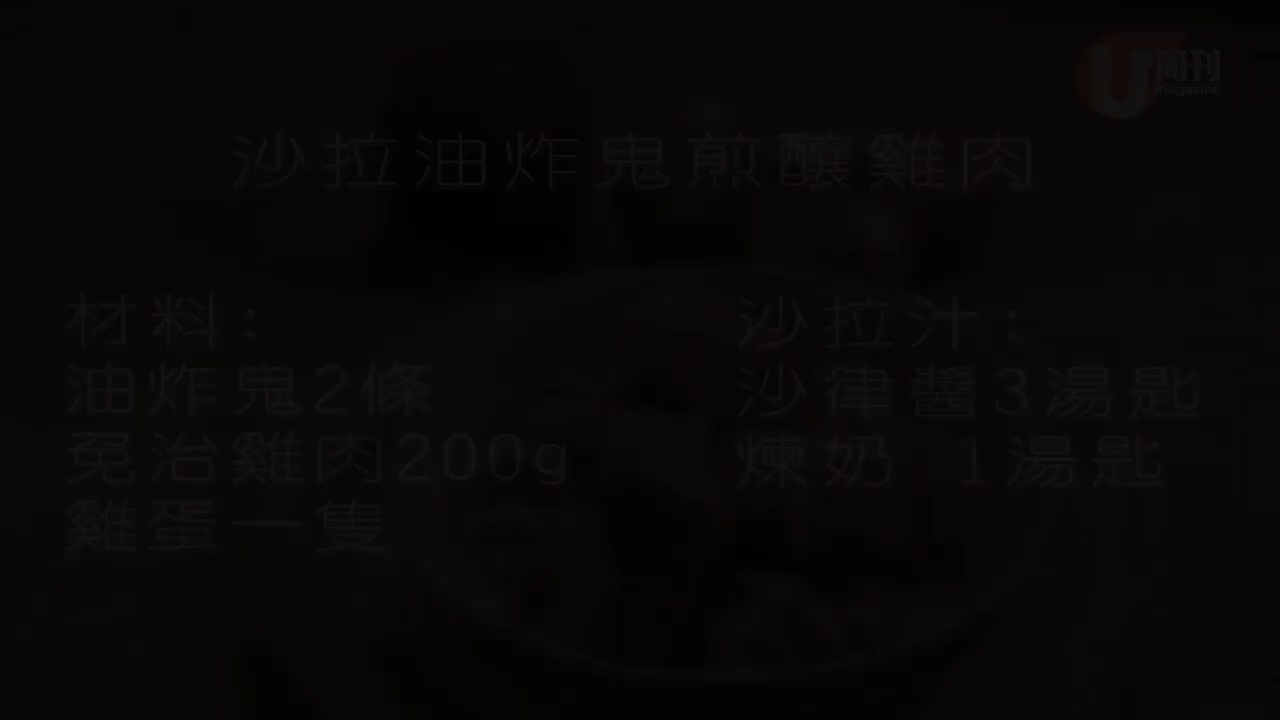 U周刊
magazine
沙拉油炸鬼煎釀雞肉
材料:
油炸鬼2條
免治雞肉200g
雞蛋一隻
沙拉汁:
沙律醬3湯匙
煉奶 1湯匙